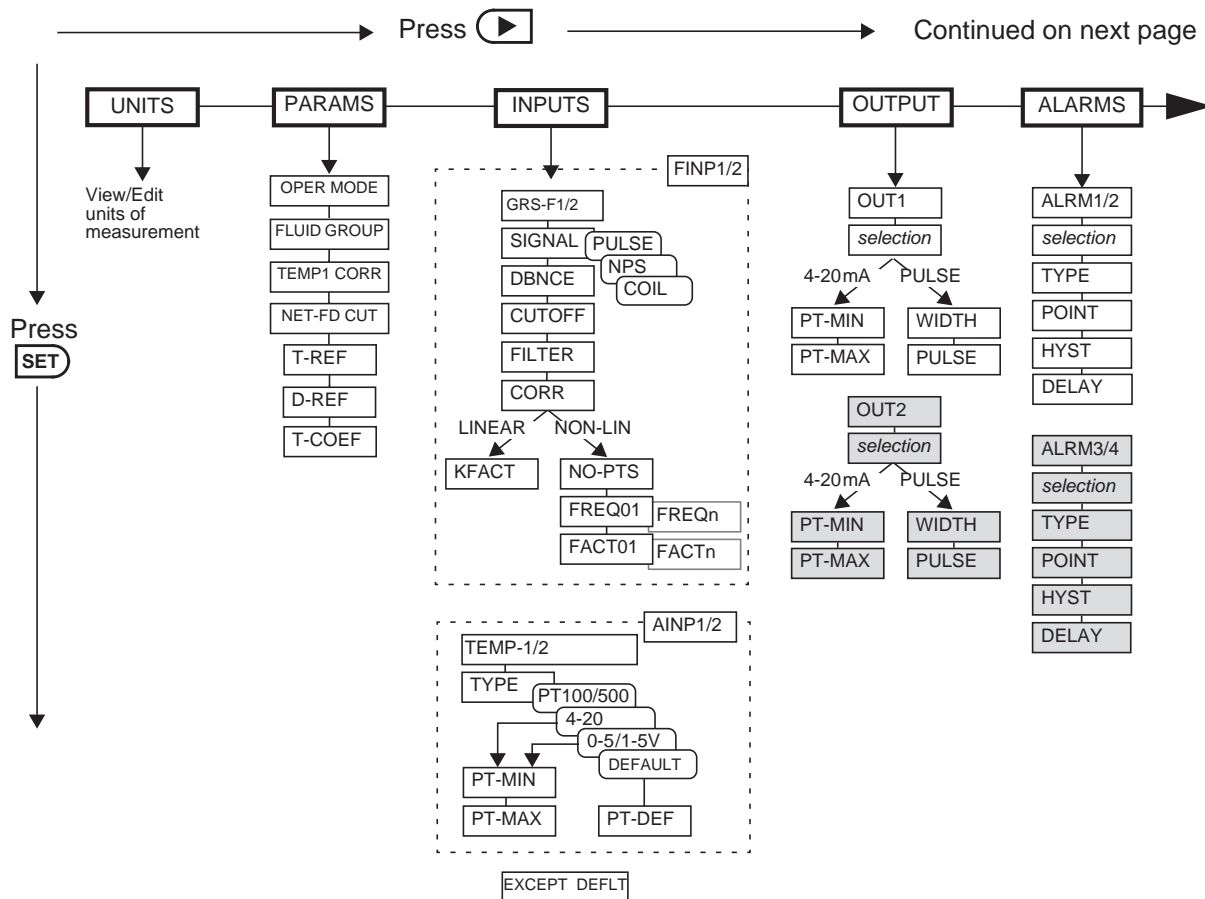 Press
Continued on next page
Press
SET
UNITS
View/Edit
units of
measurement
PARAMS
OPER MODE
FLUID GROUP
TEMP1 CORR
NET-FD CUT
T-REF
D-REF
T-COEF
INPUTS
FINP1/2
GRS-F1/2
SIGNAL
PULSE
NPS
COIL
DBNCE
CUTOFF
FILTER
CORR
LINEAR
NON-LIN
KFACT
NO-PTS
FREQ01
FREQn
FACT01
FACTn
AINP1/2
TEMP-1/2
TYPE
PT100/500
4-20
0-5/1-5V
DEFAULT
PT-MIN
PT-MAX
PT-DEF
EXCEPT DEFLT
OUTPUT
OUT1
selection
4-20mA
PULSE
PT-MIN
WIDTH
PT-MAX
PULSE
OUT2
selection
4-20mA
PULSE
PT-MIN
WIDTH
PT-MAX
PULSE
ALARMS
ALRM1/2
selection
TYPE
POINT
HYST
DELAY
ALRM3/4
selection
TYPE
POINT
HYST
DELAY